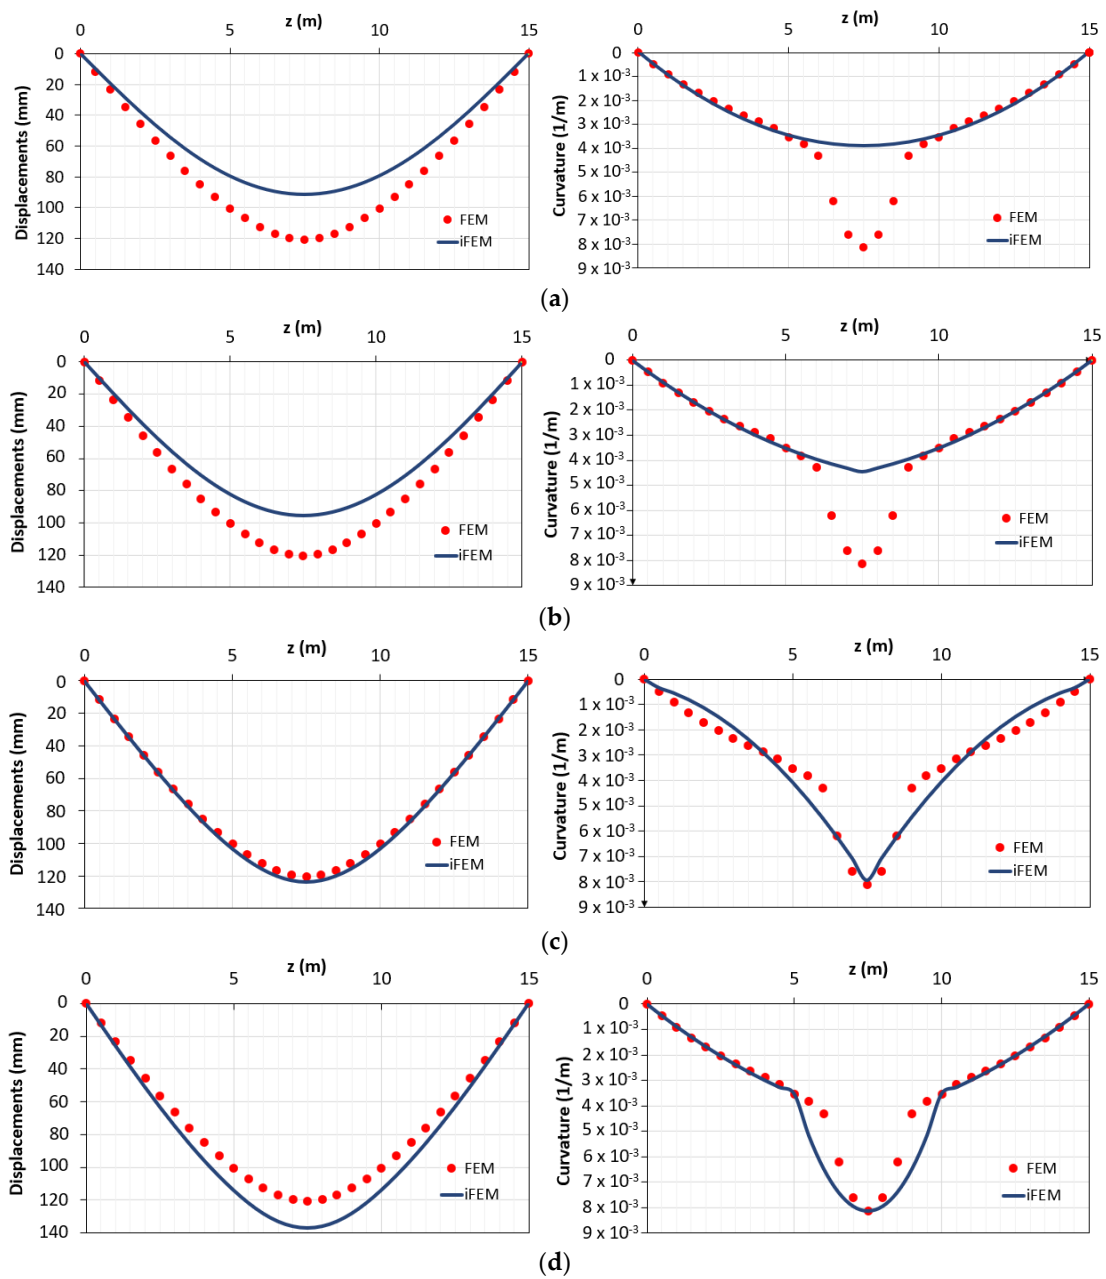 z (m)
0 5 10 15
0
20
40
60
80
100
120
140
Displacements (mm)
FEM
iFEM
z (m)
0 5 10 15
0
1 x 10⁻³
2 x 10⁻³
3 x 10⁻³
4 x 10⁻³
5 x 10⁻³
6 x 10⁻³
7 x 10⁻³
8 x 10⁻³
9 x 10⁻³
Curvature (1/m)
FEM
iFEM
(a)
z (m)
0 5 10 15
0
20
40
60
80
100
120
140
Displacements (mm)
FEM
iFEM
z (m)
0 5 10 15
0
1 x 10⁻³
2 x 10⁻³
3 x 10⁻³
4 x 10⁻³
5 x 10⁻³
6 x 10⁻³
7 x 10⁻³
8 x 10⁻³
9 x 10⁻³
Curvature (1/m)
FEM
iFEM
(b)
z (m)
0 5 10 15
0
20
40
60
80
100
120
140
Displacements (mm)
FEM
iFEM
z (m)
0 5 10 15
0
1 x 10⁻³
2 x 10⁻³
3 x 10⁻³
4 x 10⁻³
5 x 10⁻³
6 x 10⁻³
7 x 10⁻³
8 x 10⁻³
9 x 10⁻³
Curvature (1/m)
FEM
iFEM
(c)
z (m)
0 5 10 15
0
20
40
60
80
100
120
140
Displacements (mm)
FEM
iFEM
z (m)
0 5 10 15
0
1 x 10⁻³
2 x 10⁻³
3 x 10⁻³
4 x 10⁻³
5 x 10⁻³
6 x 10⁻³
7 x 10⁻³
8 x 10⁻³
9 x 10⁻³
Curvature (1/m)
FEM
iFEM
(d)